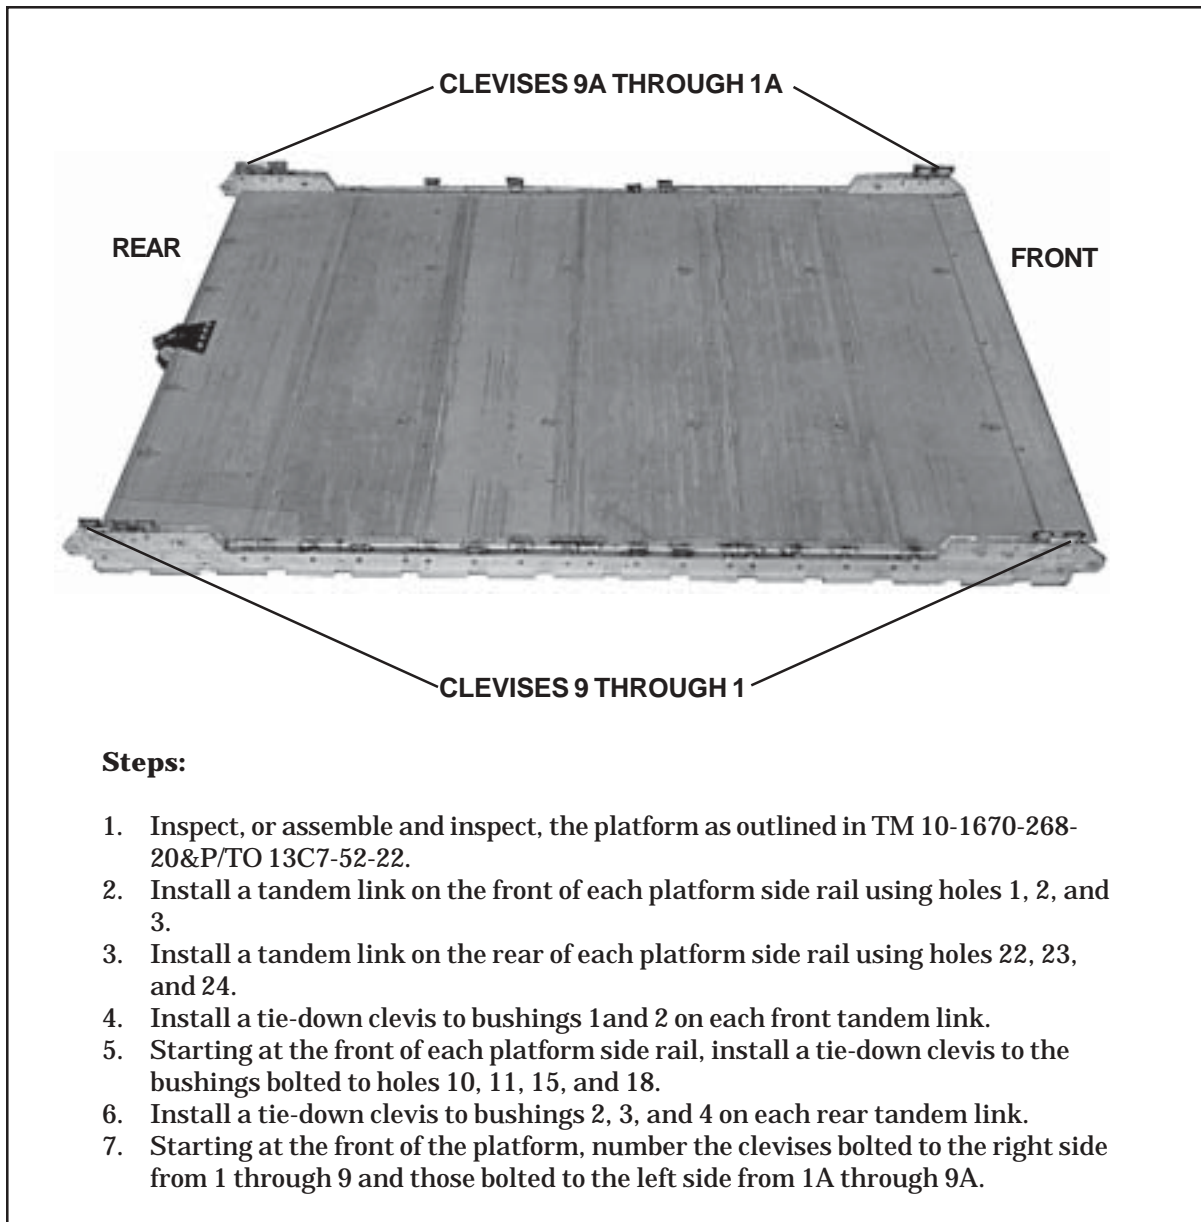 CLEVISES 9A THROUGH 1A
REAR
FRONT
CLEVISES 9 THROUGH 1
Steps:
1. Inspect, or assemble and inspect, the platform as outlined in TM 10-1670-268-
20&P/TO 13C7-52-22.
2. Install a tandem link on the front of each platform side rail using holes 1, 2, and
3.
3. Install a tandem link on the rear of each platform side rail using holes 22, 23,
and 24.
4. Install a tie-down clevis to bushings 1and 2 on each front tandem link.
5. Starting at the front of each platform side rail, install a tie-down clevis to the
bushings bolted to holes 10, 11, 15, and 18.
6. Install a tie-down clevis to bushings 2, 3, and 4 on each rear tandem link.
7. Starting at the front of the platform, number the clevises bolted to the right side
from 1 through 9 and those bolted to the left side from 1A through 9A.